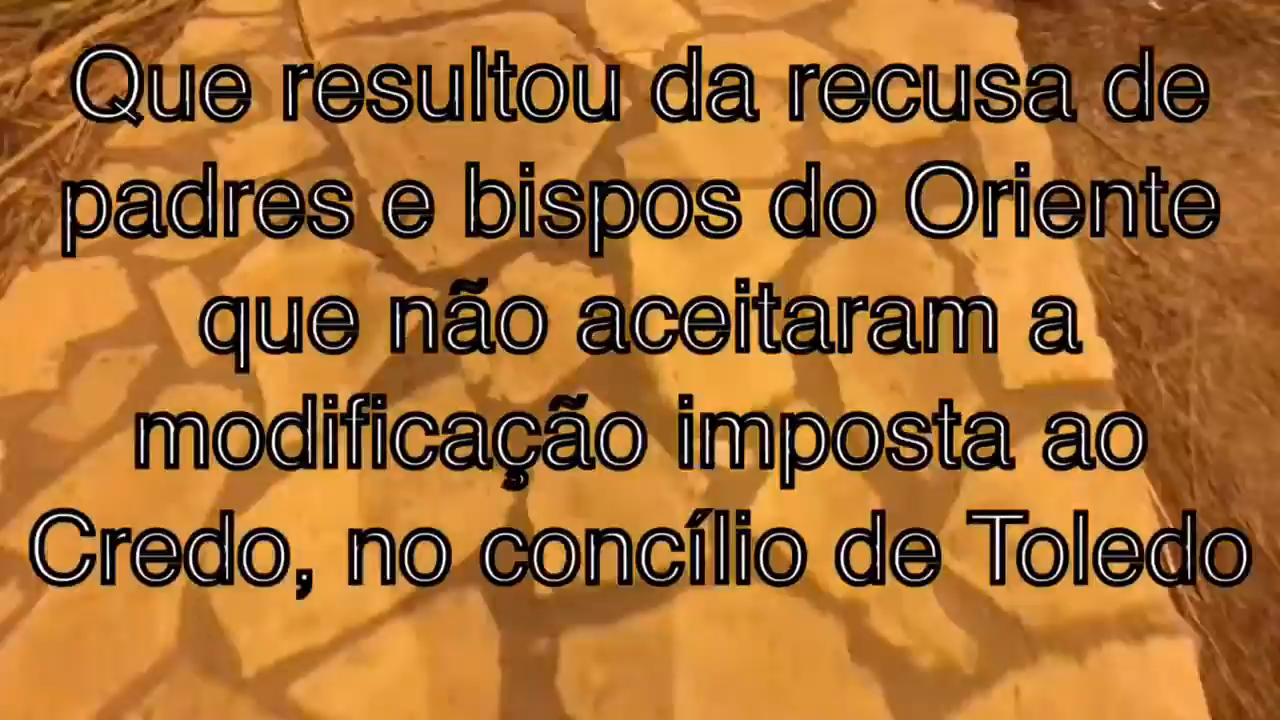 Que resultou da recusa de
padres e bispos do Oriente
que não aceitaram a
modificação imposta ao
Credo, no concílio de Toledo